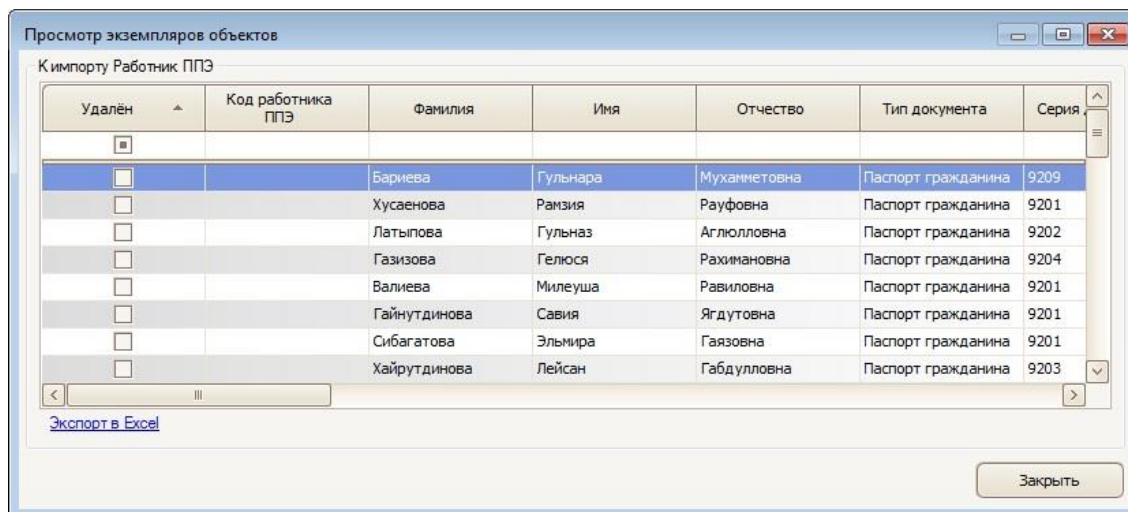 Просмотр экземпляров объектов
К импорту Работник ППЭ
Удалён Код работника ППЭ Фамилия Имя Отчество Тип документа Серия
Бариева Гульнара Мухамметовна Паспорт гражданина 9209
Хусаенова Рамзия Рауфовна Паспорт гражданина 9201
Латыпова Гульназ Аглюлловна Паспорт гражданина 9202
Газизова Гелюся Рахимановна Паспорт гражданина 9204
Валиева Милеуша Равиловна Паспорт гражданина 9201
Гайнутдинова Савия Ягдутовна Паспорт гражданина 9201
Сибагатова Эльмира Гаязовна Паспорт гражданина 9201
Хайрутдинова Лейсан Габдулловна Паспорт гражданина 9203
Экспорт в Excel
Закрыть